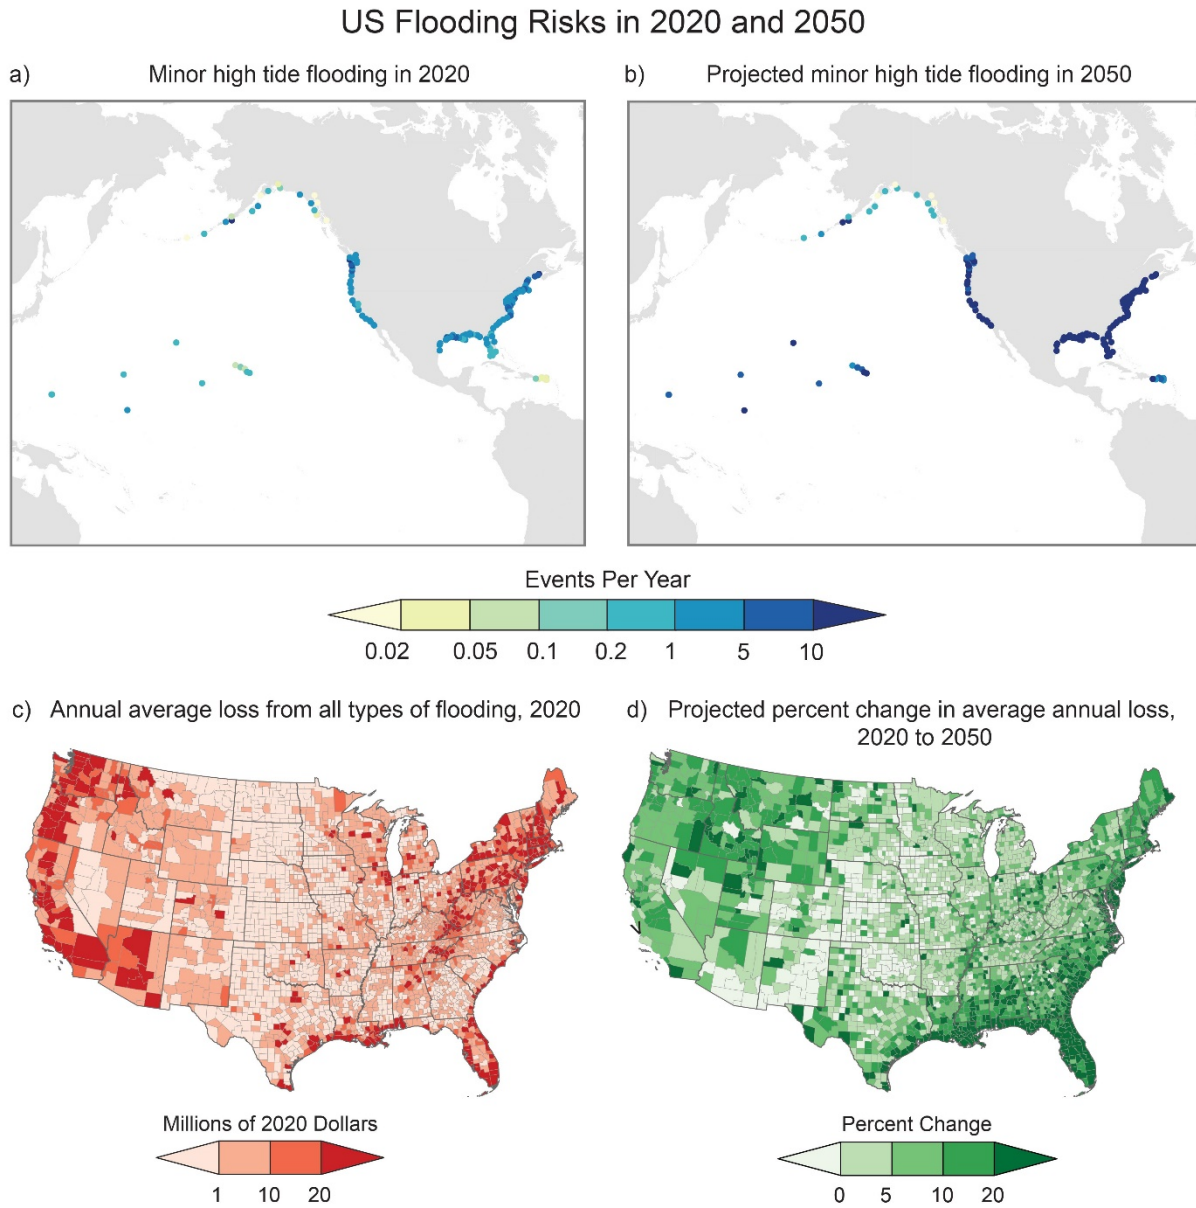 US Flooding Risks in 2020 and 2050
a) Minor high tide flooding in 2020
b) Projected minor high tide flooding in 2050
Events Per Year
0.02 0.05 0.1 0.2 1 5 10
c) Annual average loss from all types of flooding, 2020
d) Projected percent change in average annual loss,
2020 to 2050
Millions of 2020 Dollars
1 10 20
Percent Change
0 5 10 20